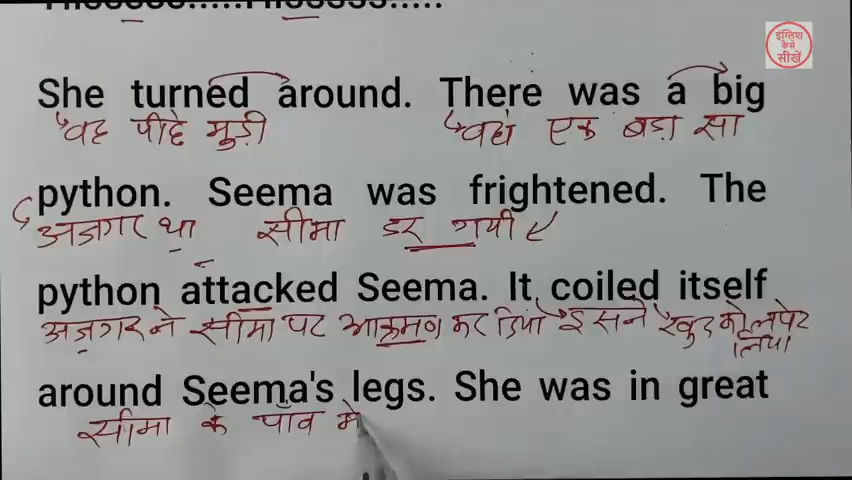 इंग्लिश
कैसे
सीखें
She turned around. There was a big
वह पीछे मुड़ी वहां एक बड़ा सा
python. Seema was frightened. The
अजगर था सीमा डर गयी
python attacked Seema. It coiled itself
अजगर ने सीमा पर आक्रमण कर दिया इसने खुद को लपेट
लिया
around Seema's legs. She was in great
सीमा के पाँव मे